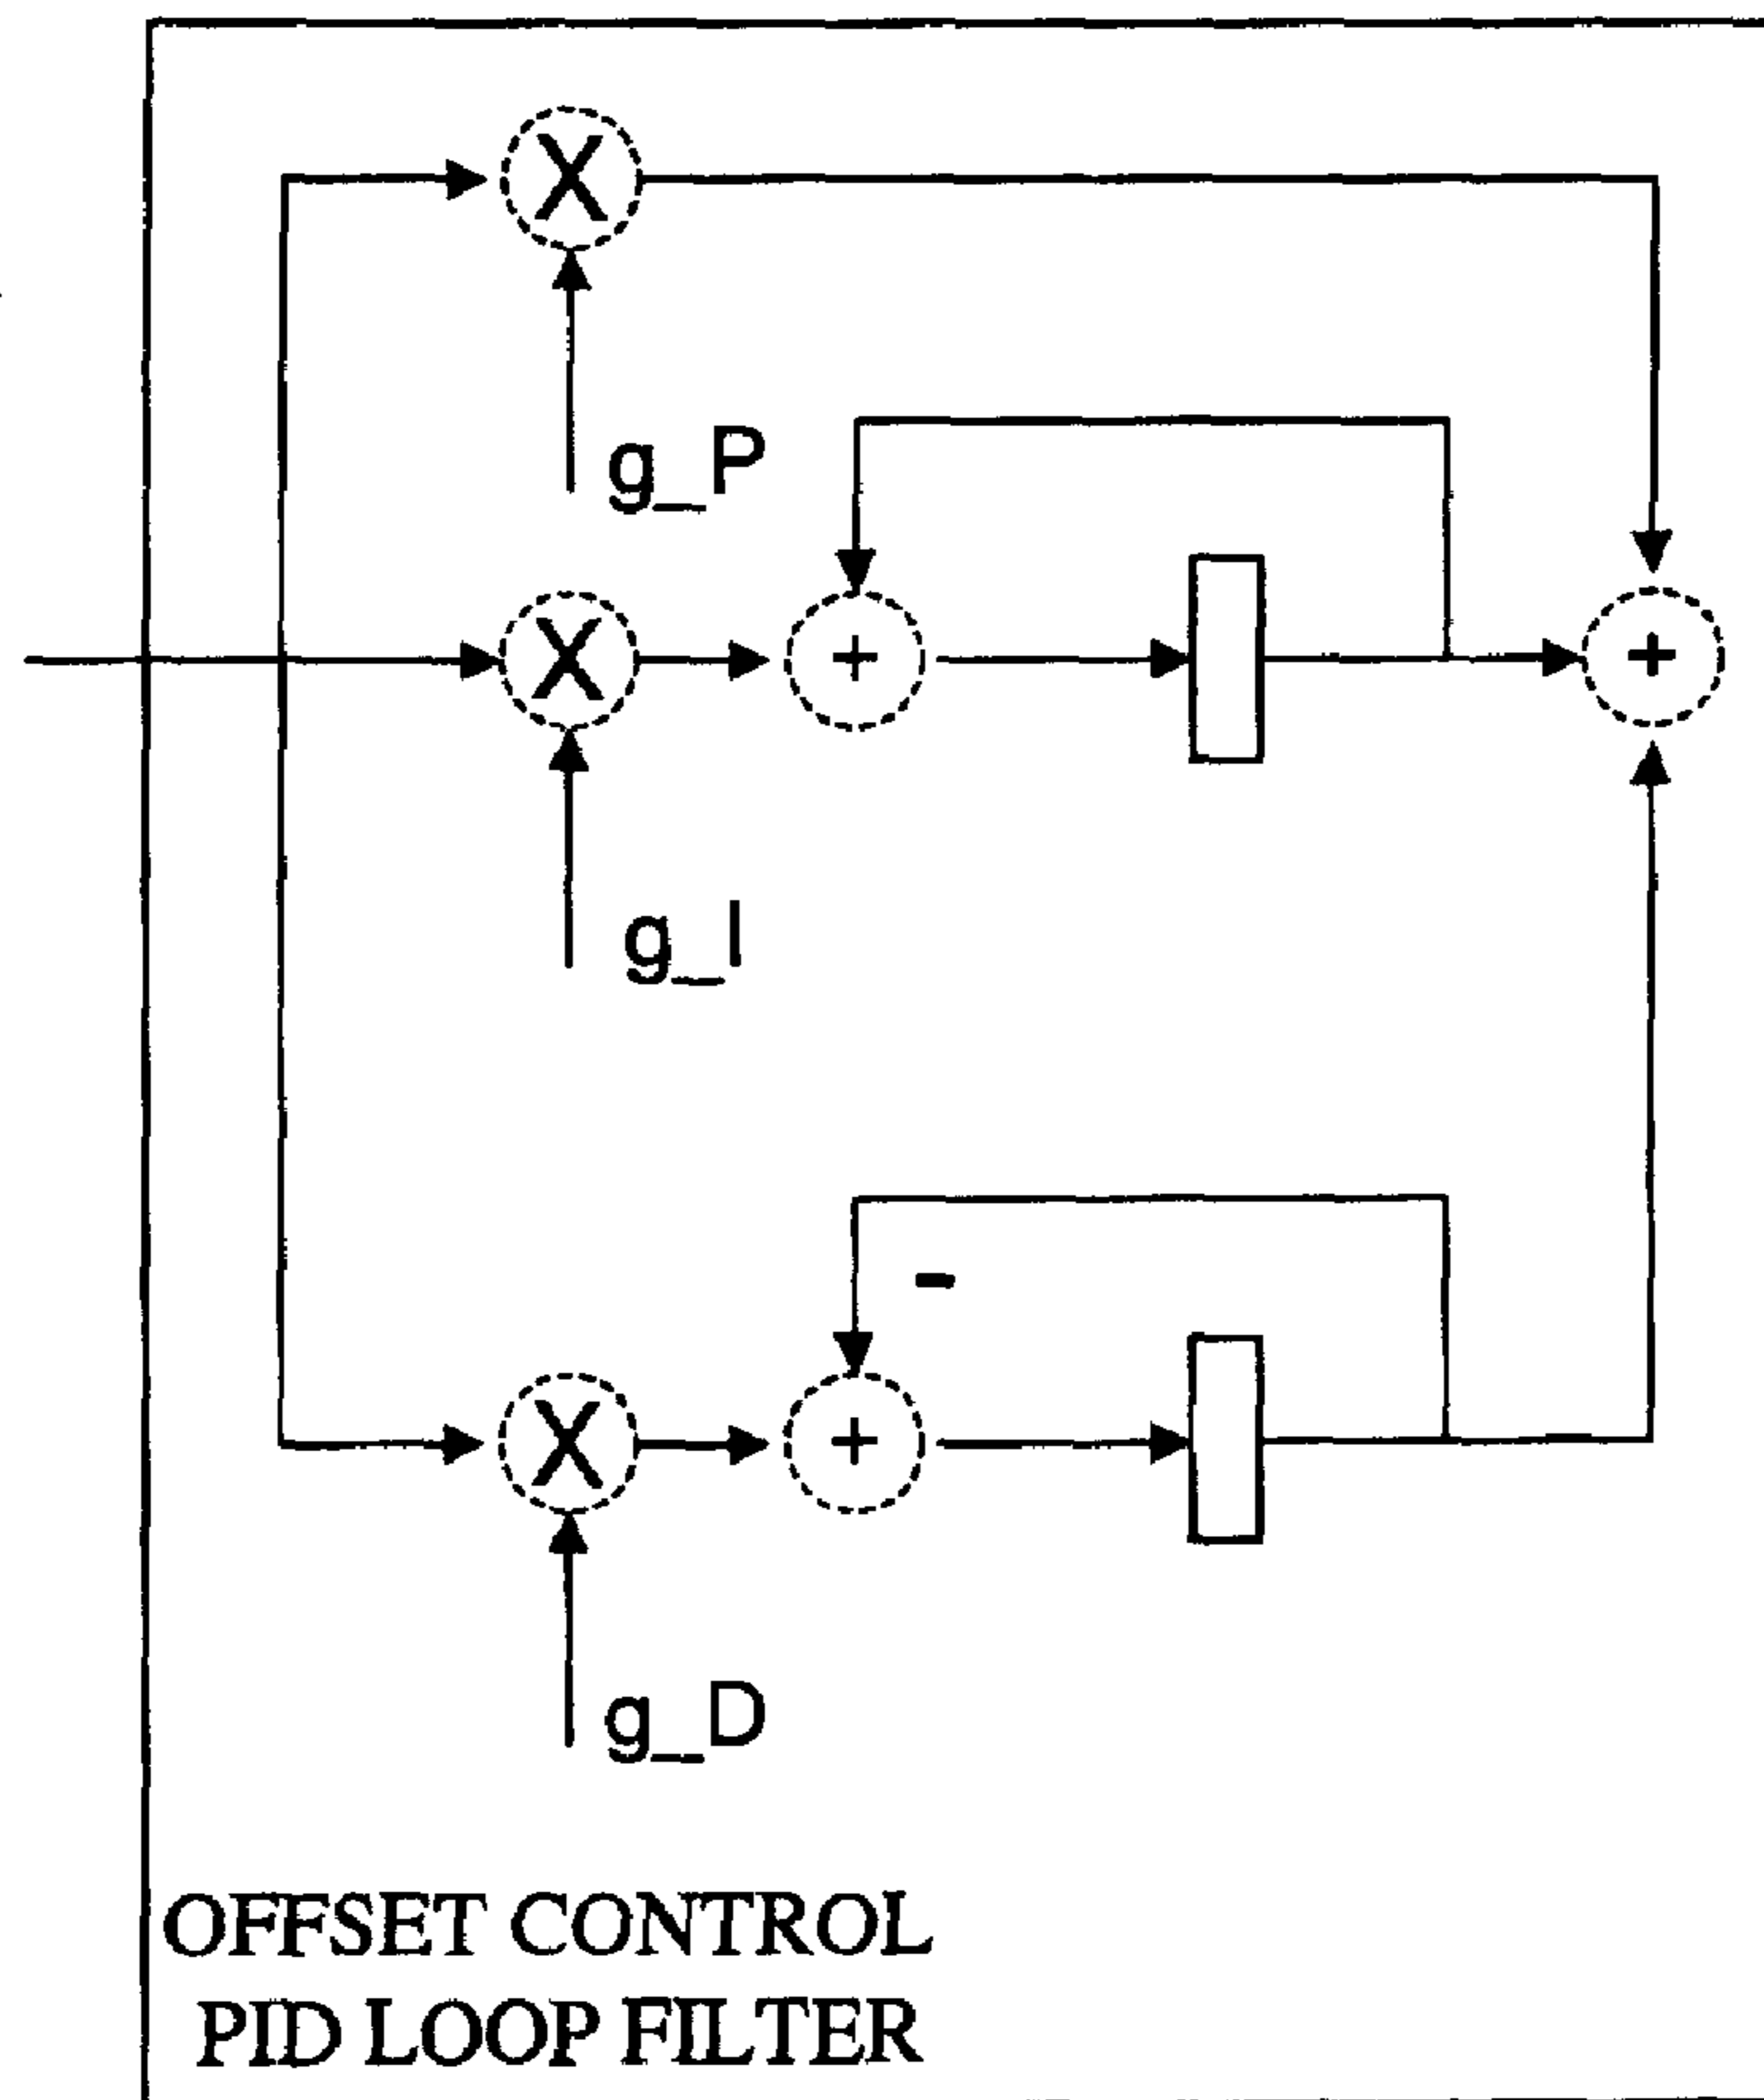 X
g_P
X
+
+
g_I
-
X
+
g_D
OFFSET CONTROL
PID LOOP FILTER